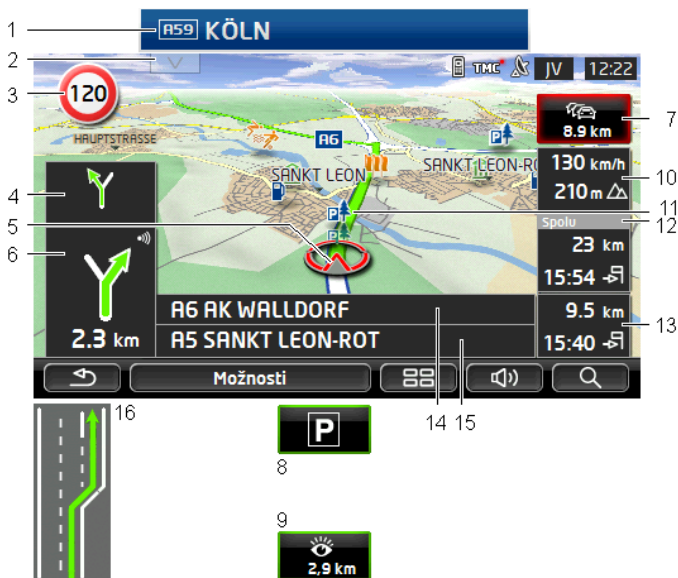 1
A59 KÖLN
2
TMC JV 12:22
3
120
HAUPTSTRASSE
7
8.9 km
A6
P
SANKT LEON
SANKT LEON-RO
130 km/h
10
210 m
4
11
P
P
5
Spolu
12
23 km
6
15:54
A6 AK WALLDORF
9.5 km
13
2.3 km
A5 SANKT LEON-ROT
15:40
Možnosti
16
14 15
P
8
9
2,9 km